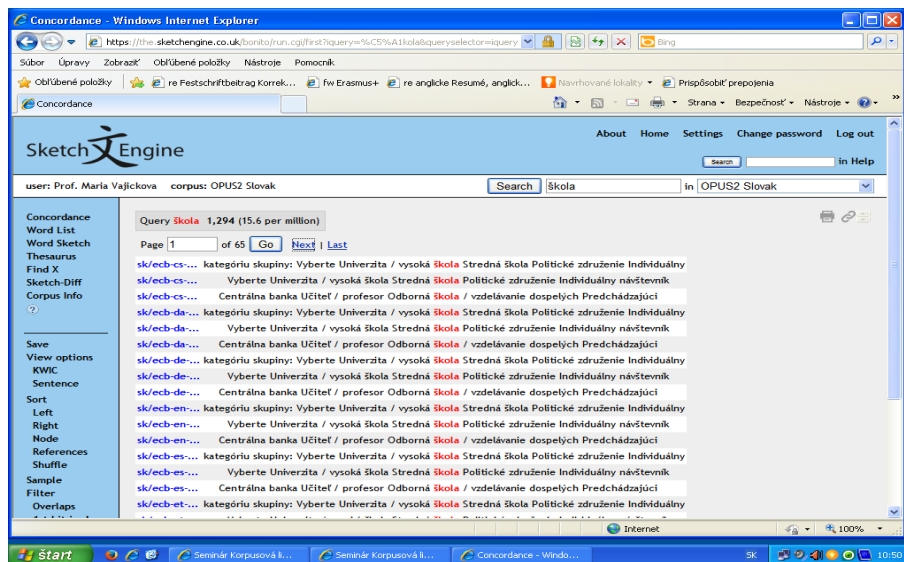 Concordance - Windows Internet Explorer
https://the.sketchengine.co.uk/bonito/run.cgi/first?iquery=%C5%A1kola&queryselector=iquery
Bing
Súbor Úpravy Zobraziť Obľúbené položky Nástroje Pomocník
Obľúbené položky re Festschriftbeitrag Korrek... fw Erasmus+ re anglicke Resumé, anglick... Navrhované lokality Prispôsobiť prepojenia
Concordance Strana Bezpečnosť Nástroje »
About Home Settings Change password Log out
Sketch Engine
Search in Help
user: Prof. Maria Vajickova corpus: OPUS2 Slovak Search škola in OPUS2 Slovak
Concordance
Word List
Word Sketch
Thesaurus
Find X
Sketch-Diff
Corpus Info
?
Save
View options
KWIC
Sentence
Sort
Left
Right
Node
References
Shuffle
Sample
Filter
Overlaps
Query škola 1,294 (15.6 per million)
Page 1 of 65 Go Next | Last
sk/ecb-cs-... kategóriu skupiny: Vyberte Univerzita / vysoká škola Stredná škola Politické združenie Individuálny
sk/ecb-cs-... Vyberte Univerzita / vysoká škola Stredná škola Politické združenie Individuálny návštevník
sk/ecb-cs-... Centrálna banka Učiteľ / profesor Odborná škola / vzdelávanie dospelých Predchádzajúci
sk/ecb-da-... kategóriu skupiny: Vyberte Univerzita / vysoká škola Stredná škola Politické združenie Individuálny
sk/ecb-da-... Vyberte Univerzita / vysoká škola Stredná škola Politické združenie Individuálny návštevník
sk/ecb-da-... Centrálna banka Učiteľ / profesor Odborná škola / vzdelávanie dospelých Predchádzajúci
sk/ecb-de-... kategóriu skupiny: Vyberte Univerzita / vysoká škola Stredná škola Politické združenie Individuálny
sk/ecb-de-... Vyberte Univerzita / vysoká škola Stredná škola Politické združenie Individuálny návštevník
sk/ecb-de-... Centrálna banka Učiteľ / profesor Odborná škola / vzdelávanie dospelých Predchádzajúci
sk/ecb-en-... kategóriu skupiny: Vyberte Univerzita / vysoká škola Stredná škola Politické združenie Individuálny
sk/ecb-en-... Vyberte Univerzita / vysoká škola Stredná škola Politické združenie Individuálny návštevník
sk/ecb-en-... Centrálna banka Učiteľ / profesor Odborná škola / vzdelávanie dospelých Predchádzajúci
sk/ecb-es-... kategóriu skupiny: Vyberte Univerzita / vysoká škola Stredná škola Politické združenie Individuálny
sk/ecb-es-... Vyberte Univerzita / vysoká škola Stredná škola Politické združenie Individuálny návštevník
sk/ecb-es-... Centrálna banka Učiteľ / profesor Odborná škola / vzdelávanie dospelých Predchádzajúci
sk/ecb-et-... kategóriu skupiny: Vyberte Univerzita / vysoká škola Stredná škola Politické združenie Individuálny
Internet 100%
štart Seminár Korpusová li... Seminár Korpusová li... Concordance - Windo... SK 10:50